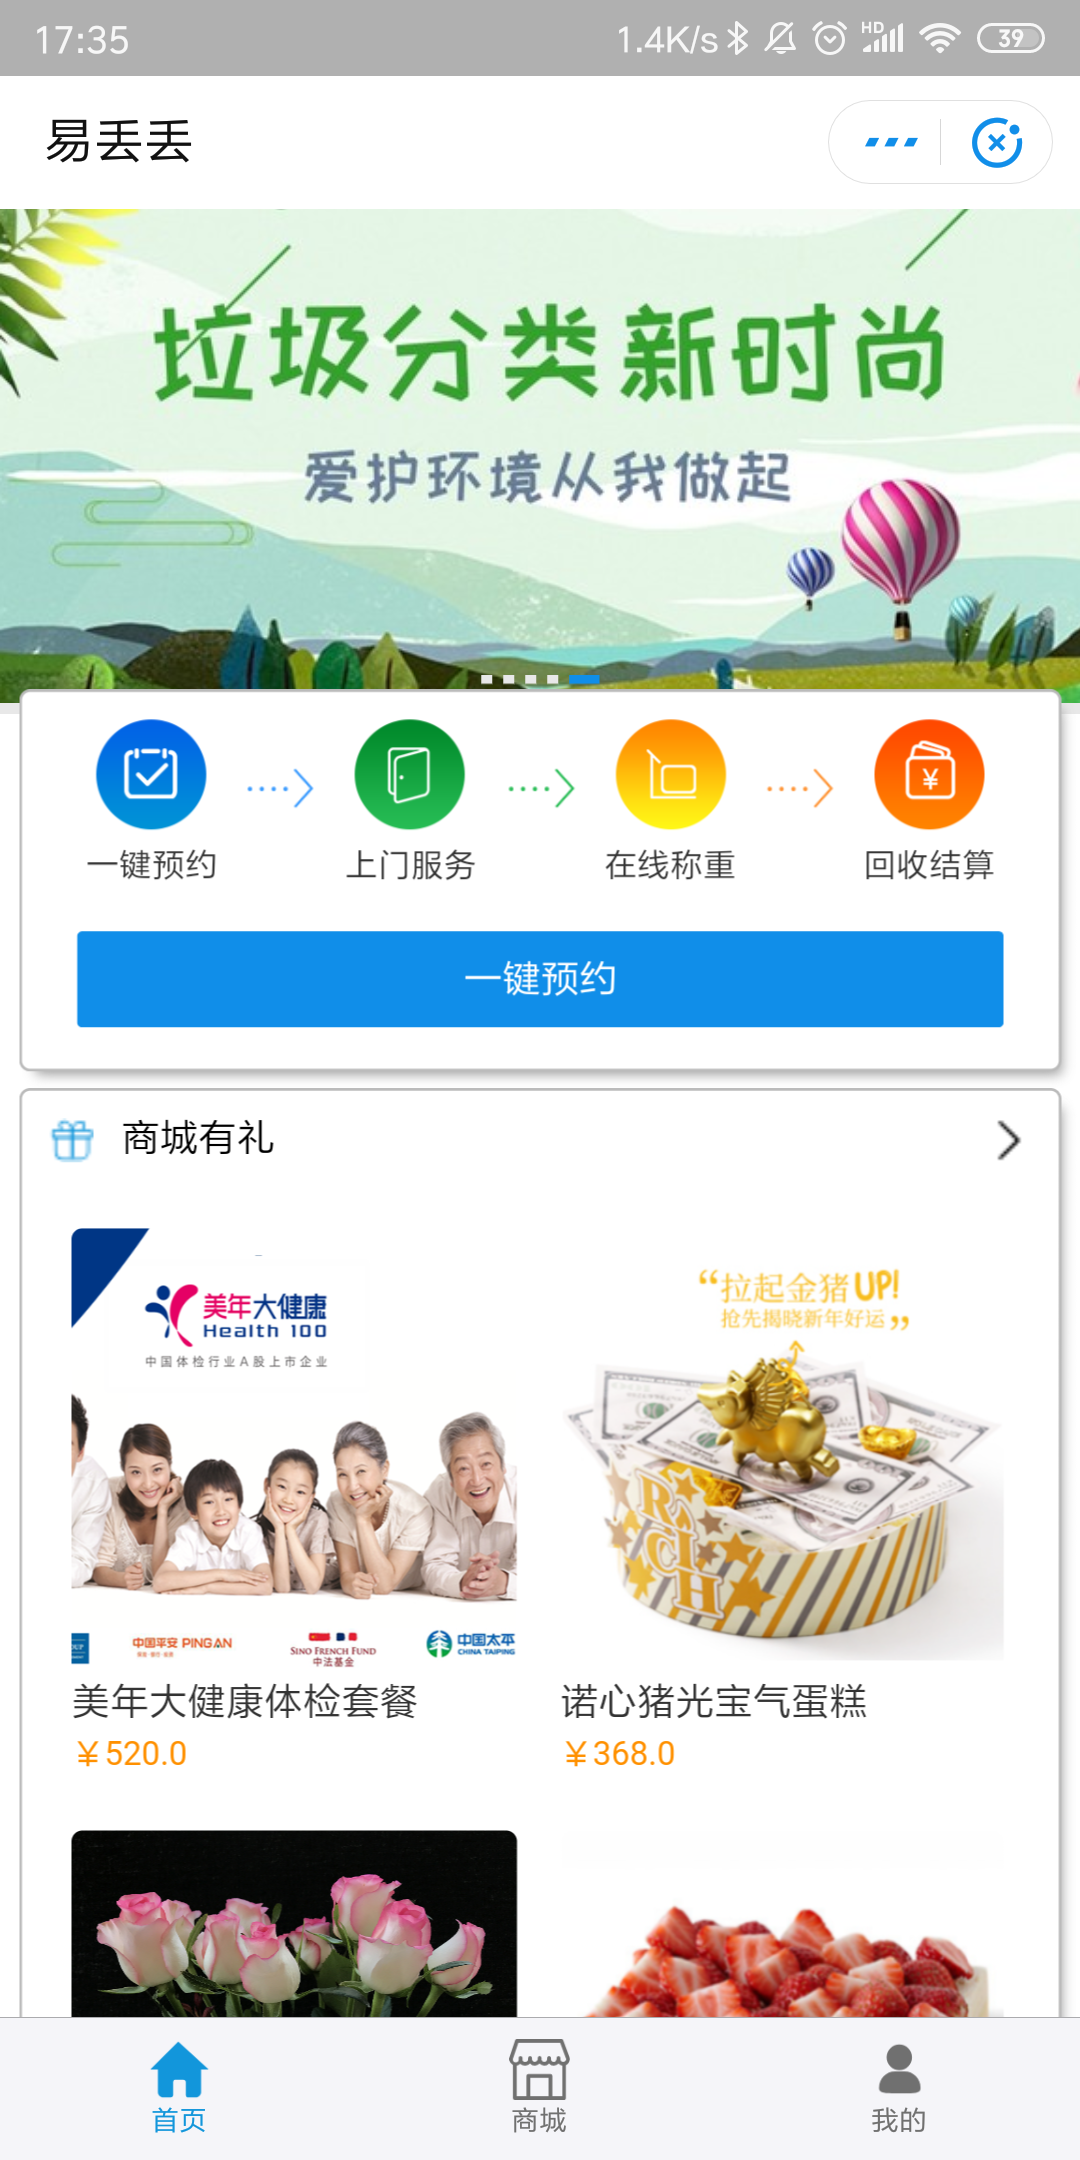 17:35
1.4K/s
HD
39
易丢丢
垃圾分类新时尚
爱护环境从我做起
一键预约
上门服务
在线称重
回收结算
一键预约
商城有礼
美年大健康
Health 100
中国体检行业A股上市企业
“拉起金猪UP!
抢先揭晓新年好运”
RICH
中国平安 PINGAN
SINO FRENCH FUND
中法基金
中国太平
CHINA TAIPING
美年大健康体检套餐
￥520.0
诺心猪光宝气蛋糕
￥368.0
首页
商城
我的